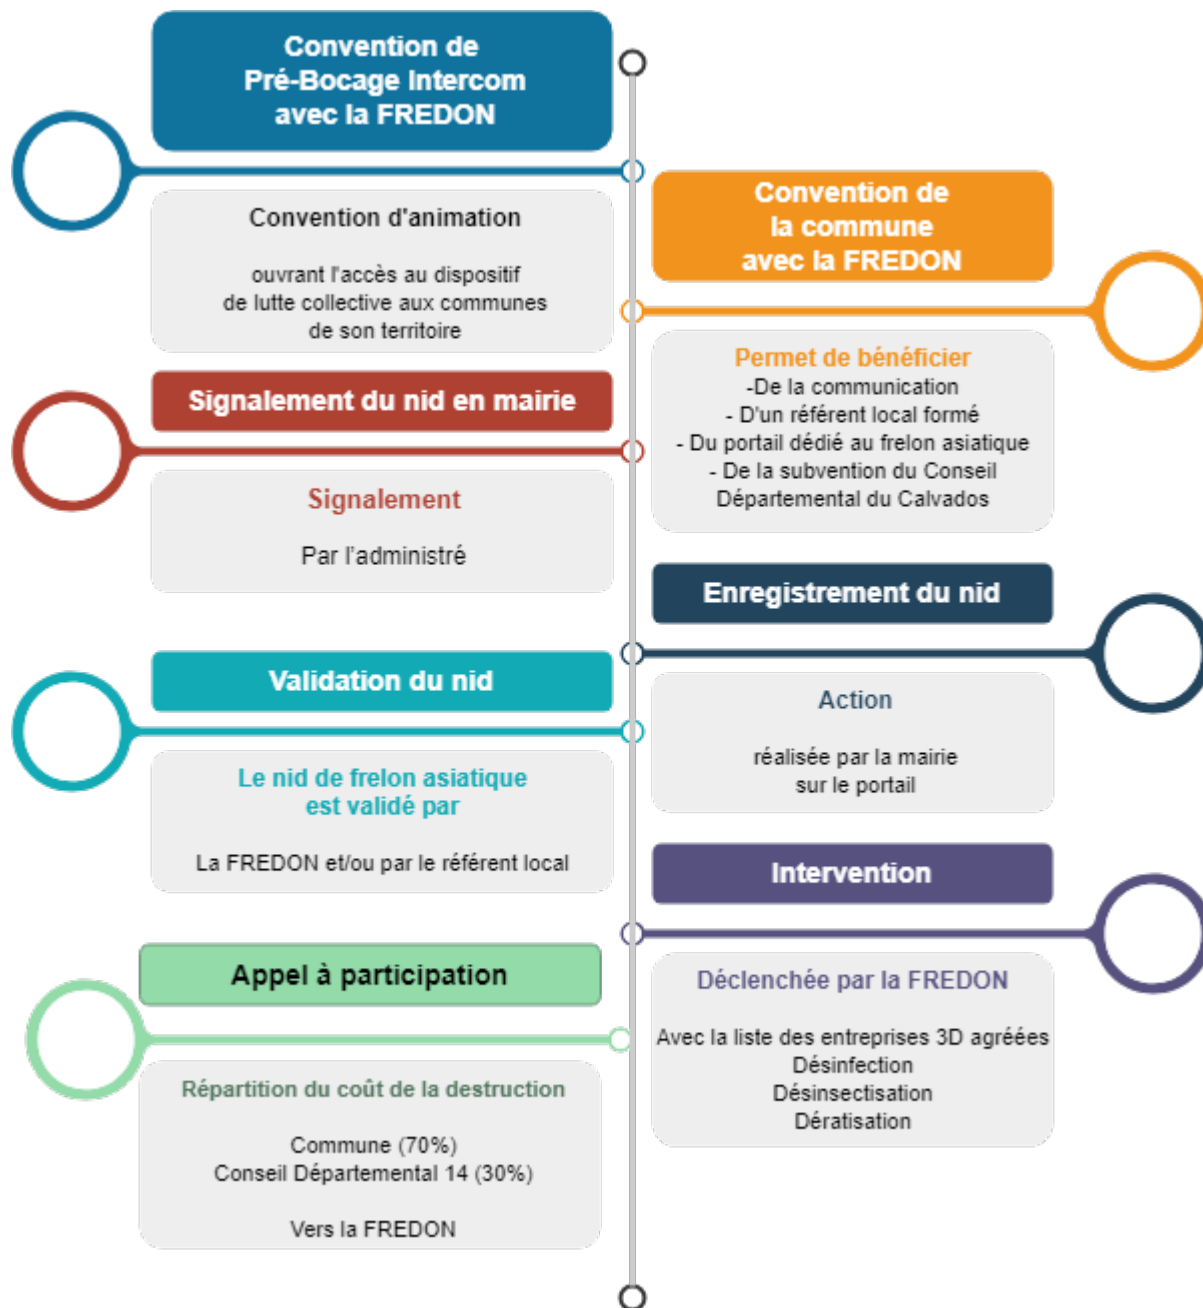 Convention de
Pré-Bocage Intercom
avec la FREDON
Convention d'animation
ouvrant l'accès au dispositif
de lutte collective aux communes
de son territoire
Convention de
la commune
avec la FREDON
Permet de bénéficier
-De la communication
- D'un référent local formé
- Du portail dédié au frelon asiatique
- De la subvention du Conseil
Départemental du Calvados
Signalement du nid en mairie
Signalement
Par l'administré
Enregistrement du nid
Action
réalisée par la mairie
sur le portail
Validation du nid
Le nid de frelon asiatique
est validé par
La FREDON et/ou par le référent local
Intervention
Déclenchée par la FREDON
Avec la liste des entreprises 3D agréées
Désinfection
Désinsectisation
Dératisation
Appel à participation
Répartition du coût de la destruction
Commune (70%)
Conseil Départemental 14 (30%)
Vers la FREDON